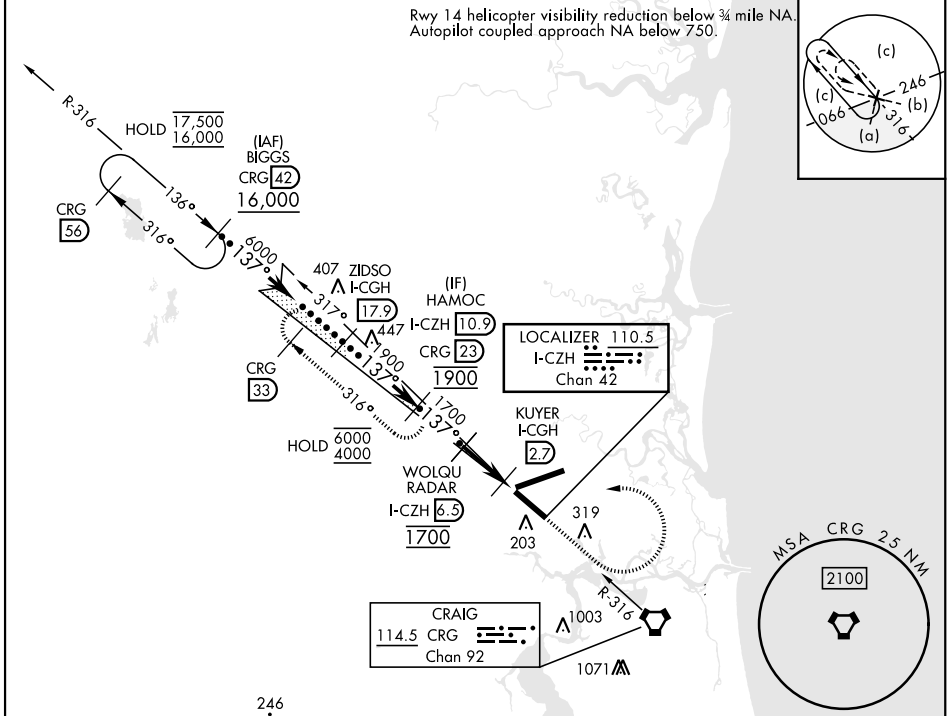 Rwy 14 helicopter visibility reduction below ¾ mile NA.
Autopilot coupled approach NA below 750.
(c)
246
(c)
(b)
066
316
(a)
R-316
HOLD 17,500
16,000
(IAF)
BIGGS
CRG 42
16,000
136°
CRG
56
316°
6000
137°
407
ZIDSO
I-CGH
17.9
317°
447
(IF)
HAMOC
I-CZH 10.9
CRG 23
1900
1900
137°
LOCALIZER 110.5
I-CZH
Chan 42
CRG
33
316°
1700
137°
KUYER
I-CGH
2.7
HOLD 6000
4000
WOLQU
RADAR
I-CZH 6.5
1700
203
319
MSA CRG 25 NM
2100
R-316
CRAIG
114.5 CRG
Chan 92
1003
1071
246